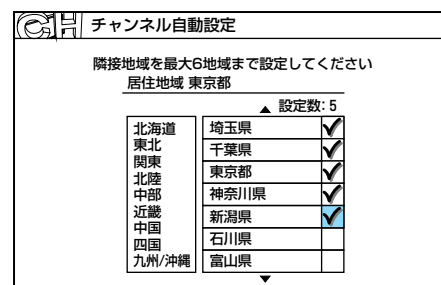 CH チャンネル自動設定
隣接地域を最大6地域まで設定してください
居住地域 東京都
▲ 設定数: 5
北海道
東北
関東
北陸
中部
近畿
中国
四国
九州/沖縄
埼玉県 ✓
千葉県 ✓
東京都 ✓
神奈川県 ✓
新潟県 ✓
石川県
富山県
▼